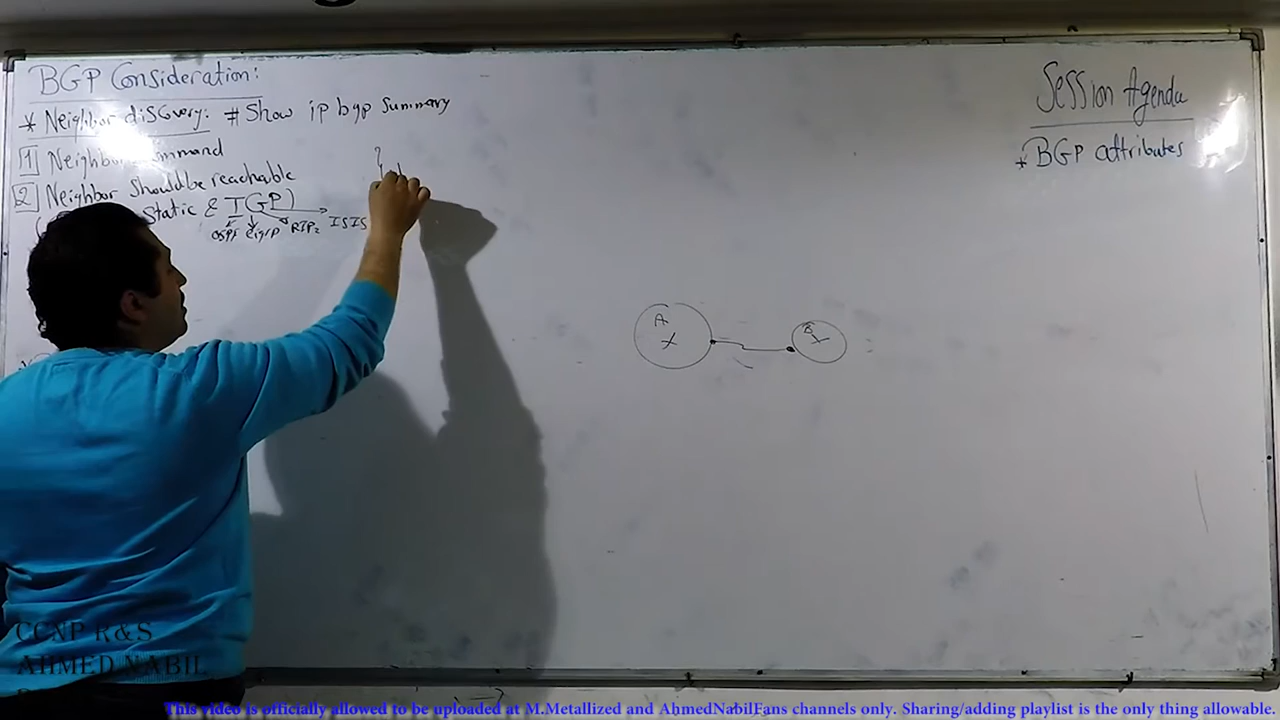 BGP Consideration:
* Neighbor discovery: # Show ip bgp Summary
1 Neighbor Command
2 Neighbor should be reachable
static & IGP)
ospf eigrp RIP2 ISIS
Session Agenda
* BGP attributes
A
B
CCNP R&S
AHMED NABIL
This video is officially allowed to be uploaded at M.Metallized and AhmedNabilFans channels only. Sharing/adding playlist is the only thing allowable.